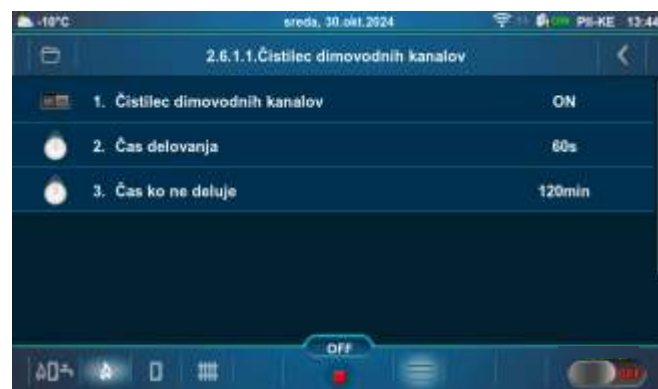 -10°C sreda, 30.okt.2024 PII-KE 13:44
2.6.1.1.Čistilec dimovodnih kanalov
1. Čistilec dimovodnih kanalov ON
2. Čas delovanja 60s
3. Čas ko ne deluje 120min
OFF
OFF